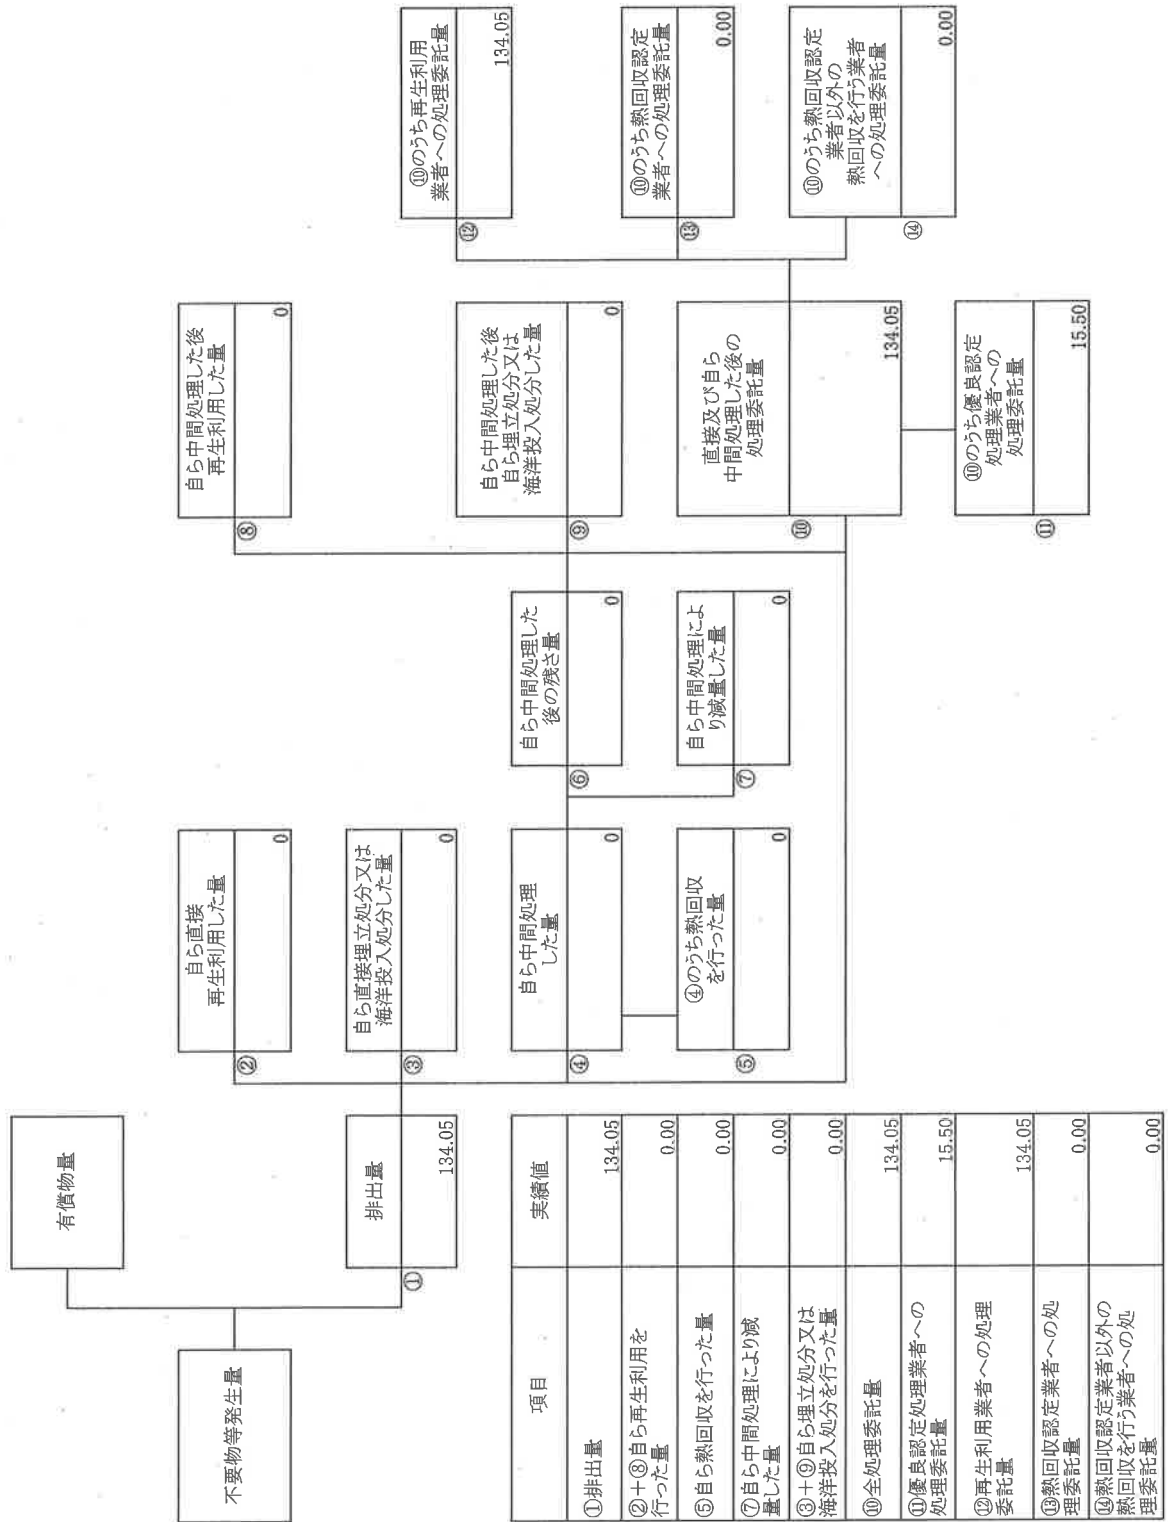 不要物等発生量
有償物量
排出量
①
134.05
自ら直接
再生利用した量
②
0
自ら直接埋立処分又は
海洋投入処分した量
③
0
自ら中間処理
した量
④
0
④のうち熱回収
を行った量
⑤
0
自ら中間処理した
後の残さ量
⑥
0
自ら中間処理によ
り減量した量
⑦
0
自ら中間処理した後
再生利用した量
⑧
0
自ら中間処理した後
自ら埋立処分又は
海洋投入処分した量
⑨
0
直接及び自ら
中間処理した後の
処理委託量
⑩
134.05
⑩のうち優良認定
処理業者への
処理委託量
⑪
15.50
⑩のうち再生利用
業者への処理委託量
⑫
134.05
⑩のうち熱回収認定
業者への処理委託量
⑬
0.00
⑩のうち熱回収認定
業者以外の
熱回収を行う業者
への処理委託量
⑭
0.00
項目 実績値
①排出量 134.05
②+⑧自ら再生利用を
行った量 0.00
⑤自ら熱回収を行った量 0.00
⑦自ら中間処理により減
量した量 0.00
③+⑨自ら埋立処分又は
海洋投入処分を行った量 0.00
⑩全処理委託量 134.05
⑪優良認定処理業者への
処理委託量 15.50
⑫再生利用業者への処理
委託量 134.05
⑬熱回収認定業者への処
理委託量 0.00
⑭熱回収認定業者以外の
熱回収を行う業者への処
理委託量 0.00